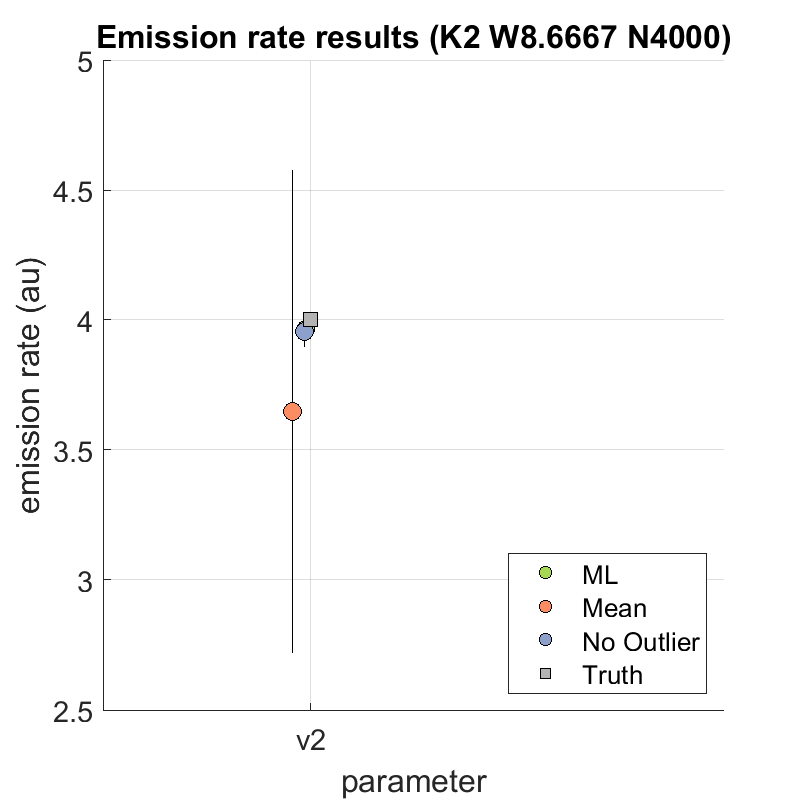 Emission rate results (K2 W8.6667 N4000)
5
4.5
4
3.5
3
2.5
emission rate (au)
ML
Mean
No Outlier
Truth
v2
parameter